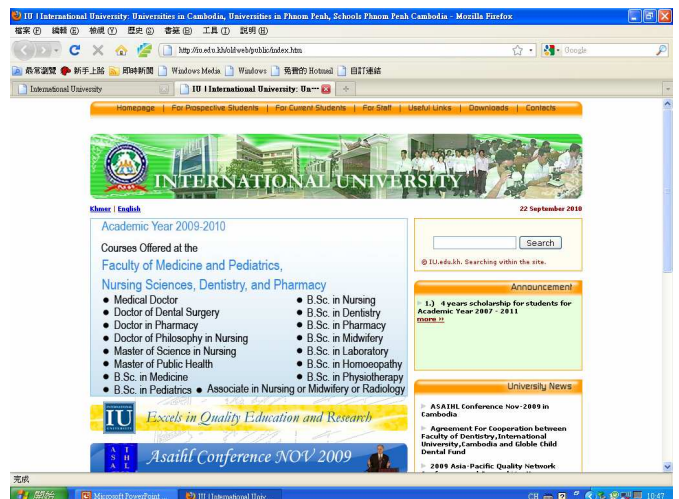 IU | International University: Universities in Cambodia, Universities in Phnom Penh, Schools Phnom Penh Cambodia - Mozilla Firefox
檔案(F) 編輯(E) 檢視(V) 歷史(S) 書籤(B) 工具(T) 說明(H)
http://iu.edu.kh/old/web/public/index.htm
Google
最常瀏覽 新手上路 即時新聞 Windows Media Windows 免費的 Hotmail 自訂連結
International University
IU | International University: Un...
Homepage | For Prospective Students | For Current Students | For Staff | Useful Links | Downloads | Contacts
INTERNATIONAL UNIVERSITY
Khmer | English
22 September 2010
Academic Year 2009-2010
Courses Offered at the
Faculty of Medicine and Pediatrics,
Nursing Sciences, Dentistry, and Pharmacy
● Medical Doctor
● Doctor of Dental Surgery
● Doctor in Pharmacy
● Doctor of Philosophy in Nursing
● Master of Science in Nursing
● Master of Public Health
● B.Sc. in Medicine
● B.Sc. in Pediatrics ● Associate in Nursing or Midwifery or Radiology
● B.Sc. in Nursing
● B.Sc. in Dentistry
● B.Sc. in Pharmacy
● B.Sc. in Midwifery
● B.Sc. in Laboratory
● B.Sc. in Homoeopathy
● B.Sc. in Physiotherapy
IU
Excels in Quality Education and Research
Asaihl Conference NOV 2009
Search
© IU.edu.kh. Searching within the site.
Announcement
1.) 4 years scholarship for students for
Academic Year 2007 - 2011
more »
University News
ASAIHL Conference Nov-2009 in
Cambodia
Agreement For Cooperation between
Faculty of Dentistry,International
University,Cambodia and Globle Child
Dental Fund
2009 Asia-Pacific Quality Network
完成
開始
Microsoft PowerPoint ...
IU | International Univ...
CH
10:47